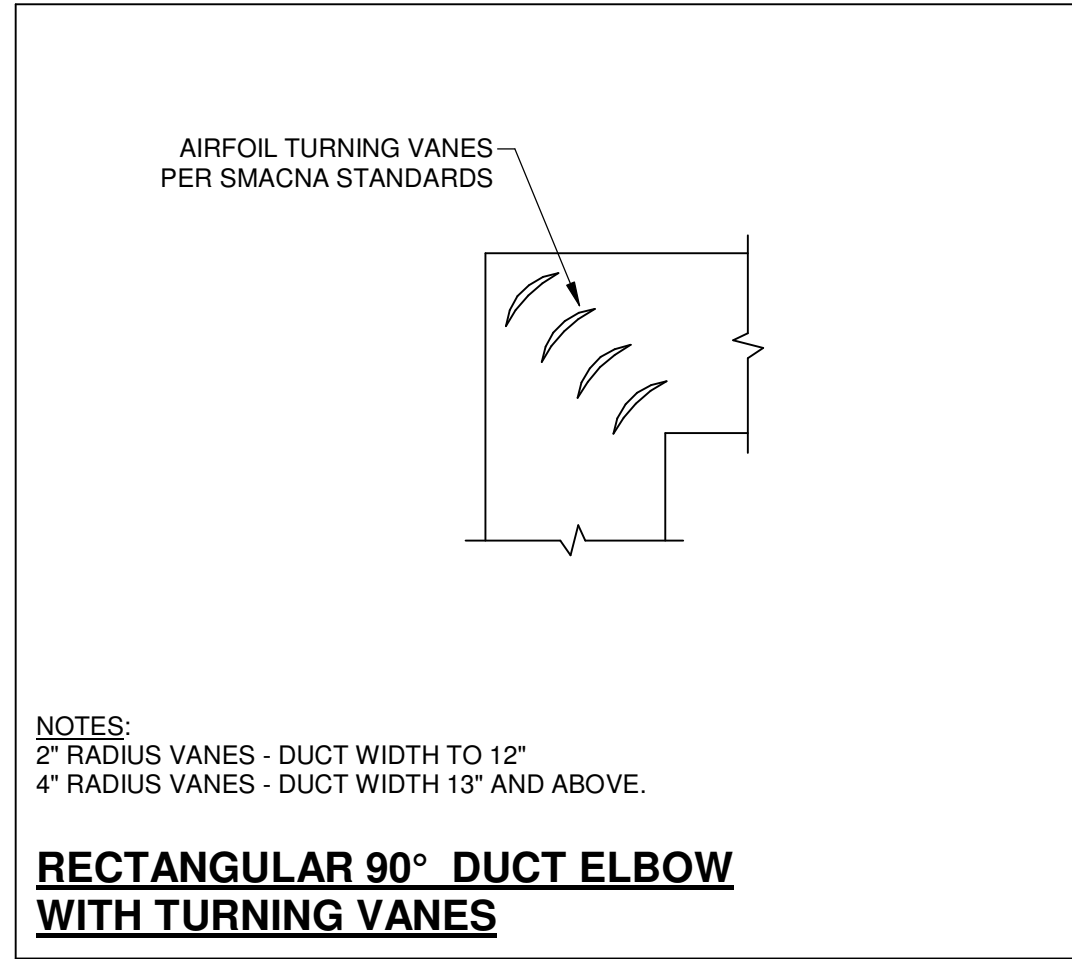 AIRFOIL TURNING VANES
PER SMACNA STANDARDS
NOTES:
2" RADIUS VANES - DUCT WIDTH TO 12"
4" RADIUS VANES - DUCT WIDTH 13" AND ABOVE.
RECTANGULAR 90° DUCT ELBOW
WITH TURNING VANES